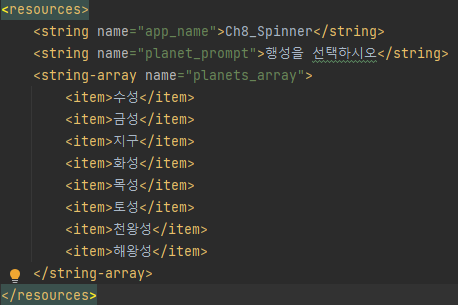 <resources>
    <string name="app_name">Ch8_Spinner</string>
    <string name="planet_prompt">행성을 선택하시오</string>
    <string-array name="planets_array">
        <item>수성</item>
        <item>금성</item>
        <item>지구</item>
        <item>화성</item>
        <item>목성</item>
        <item>토성</item>
        <item>천왕성</item>
        <item>해왕성</item>
    </string-array>
</resources>